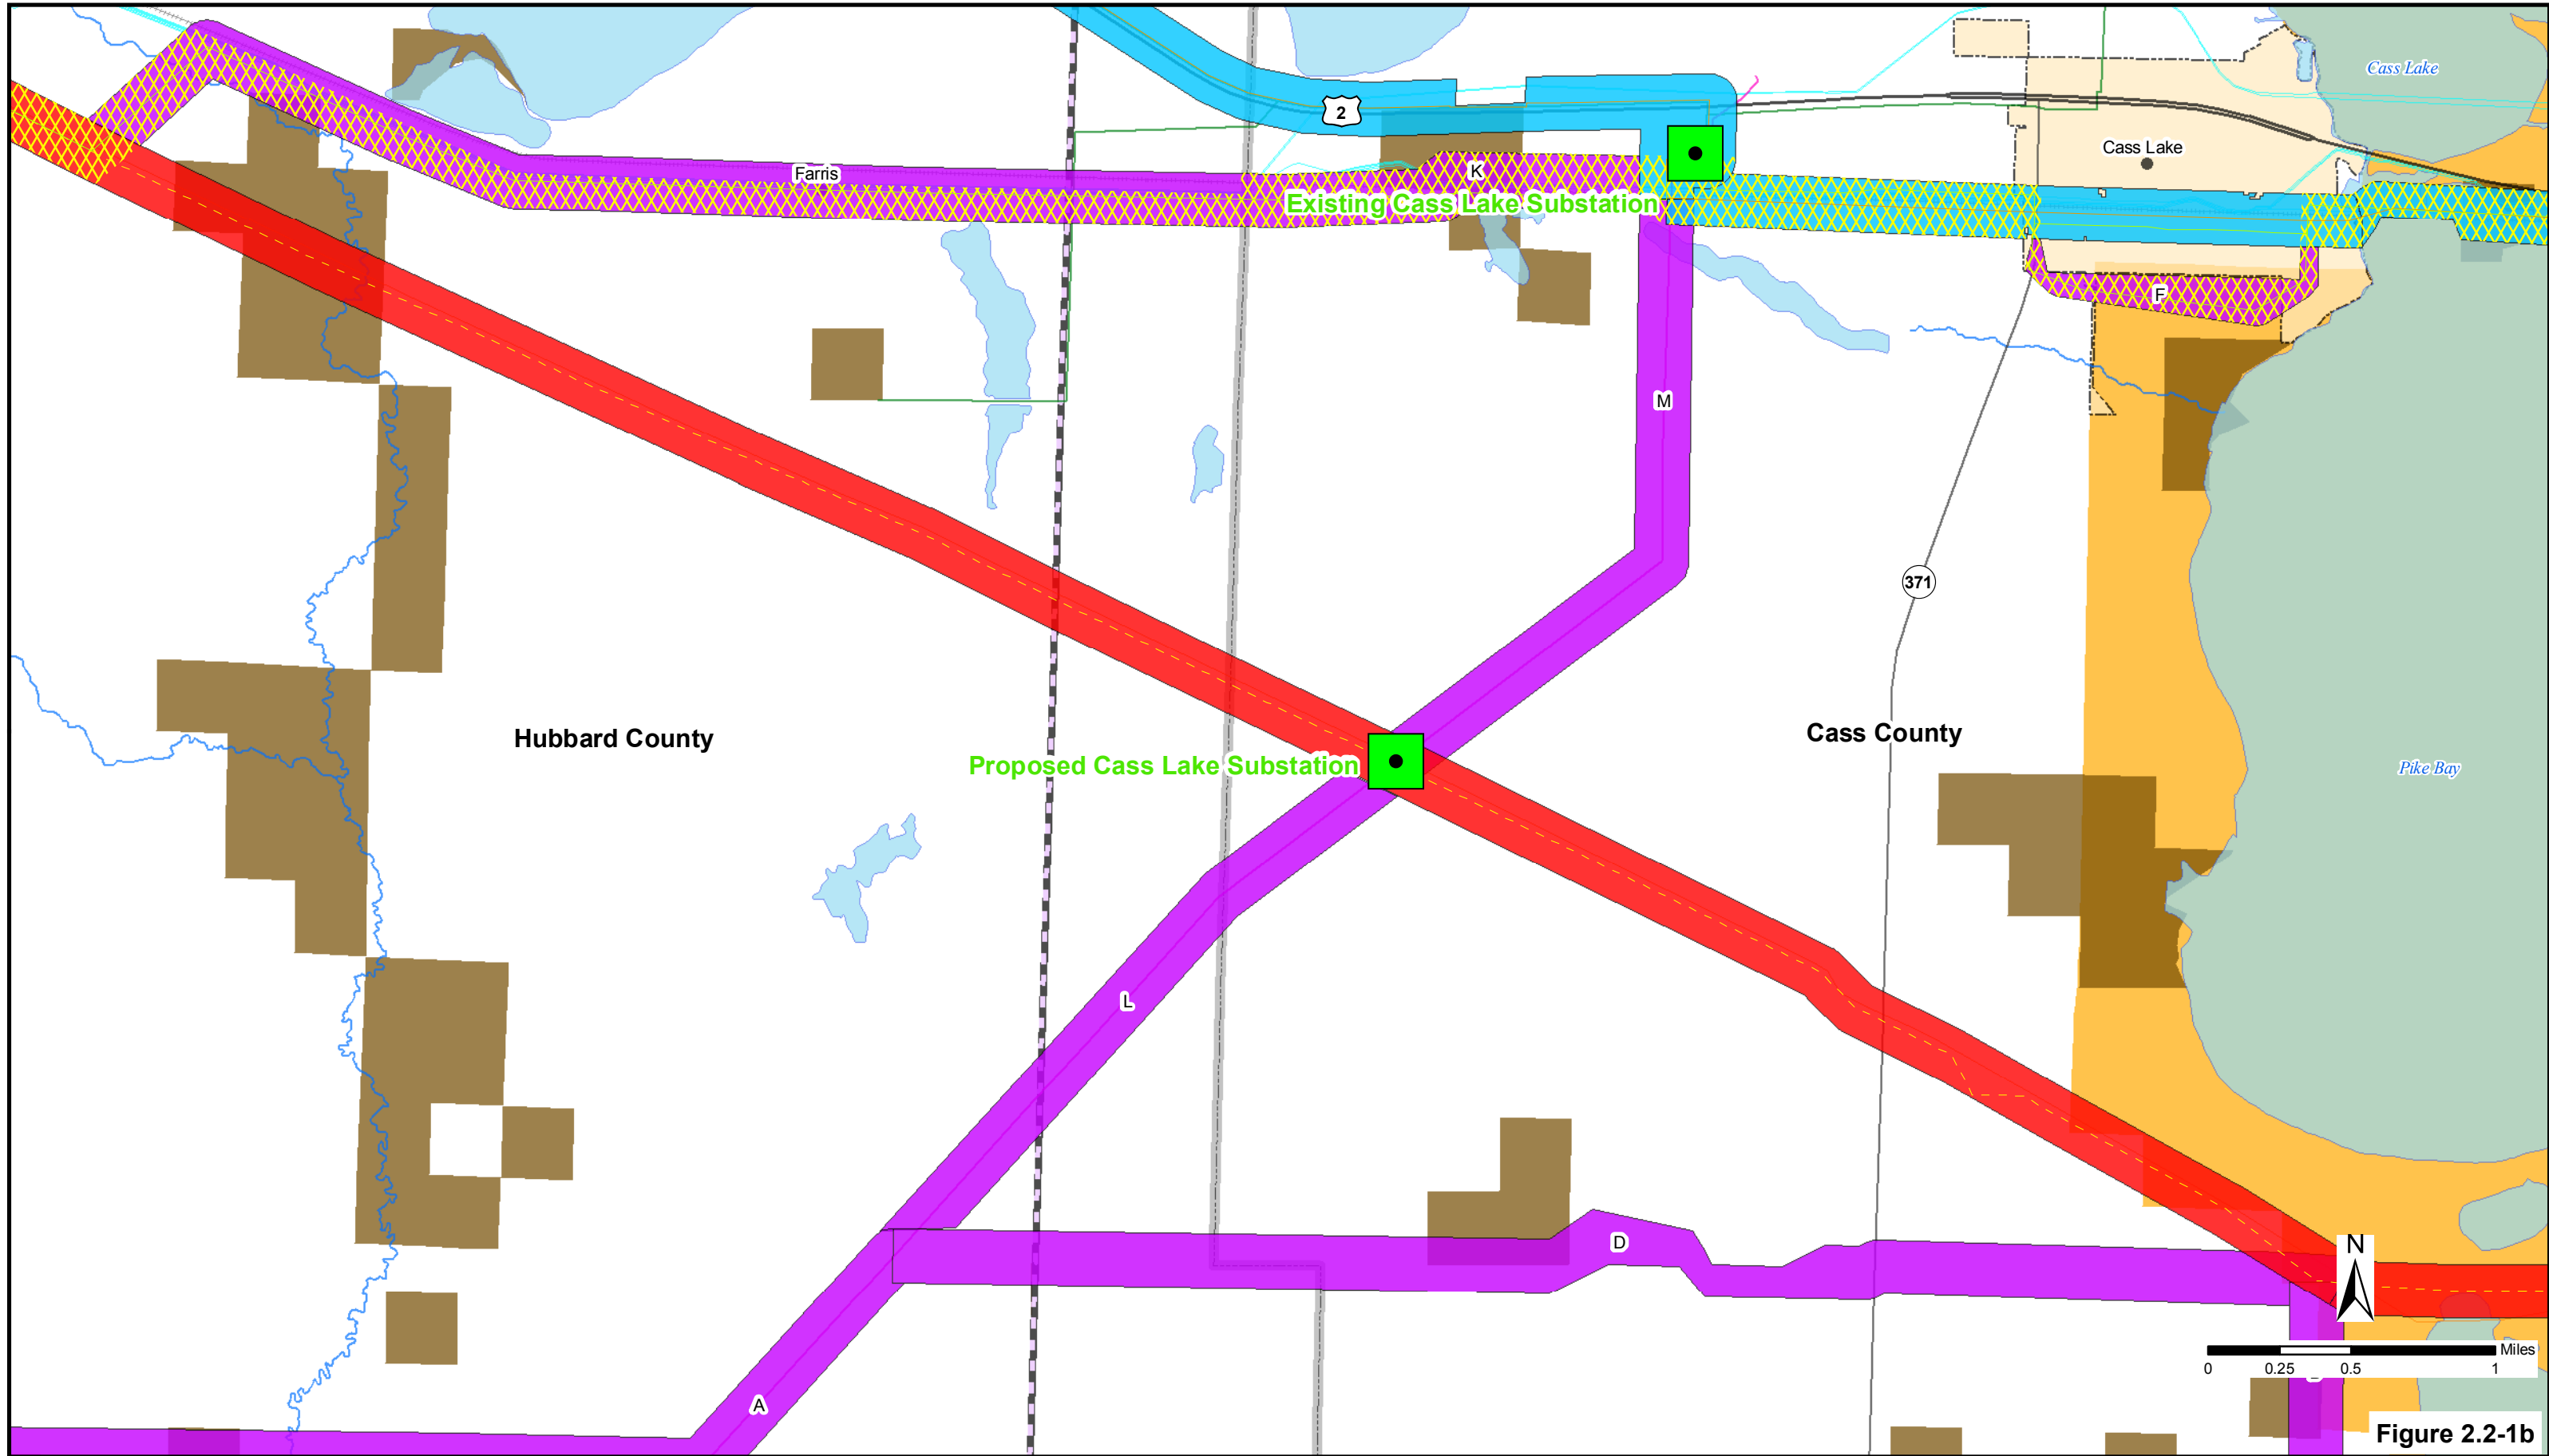 Cass Lake
2
Cass Lake
Farris
K
Existing Cass Lake Substation
F
M
371
Hubbard County
Cass County
Proposed Cass Lake Substation
Pike Bay
L
D
N
Miles
0 0.25 0.5 1
A
Figure 2.2-1b